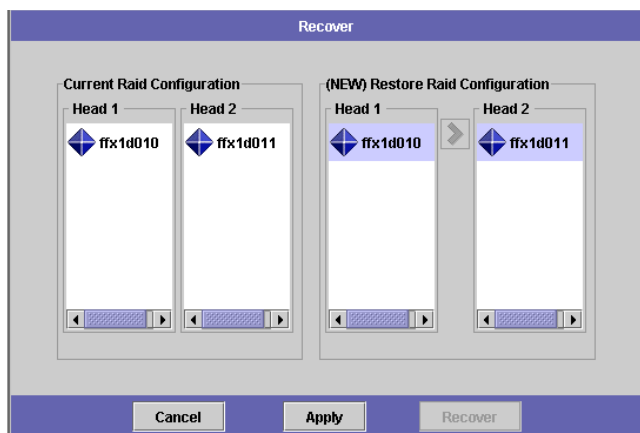 Recover
Current Raid Configuration
Head 1
Head 2
ffx1d010
ffx1d011
(NEW) Restore Raid Configuration
Head 1
Head 2
ffx1d010
ffx1d011
Cancel
Apply
Recover